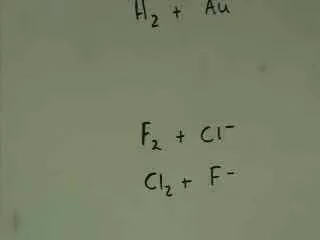 H₂ + Au
F₂ + Cl⁻
Cl₂ + F⁻